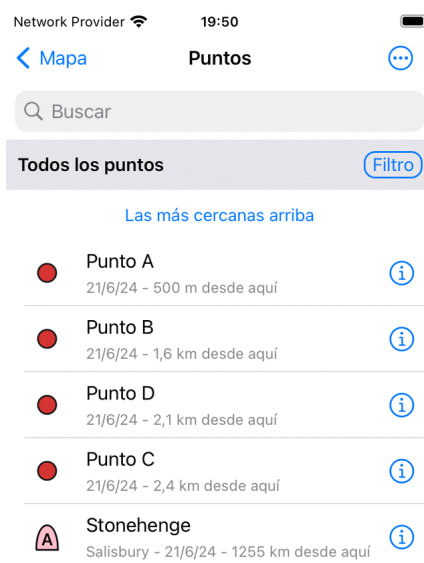 Network Provider 19:50
Mapa Puntos
Buscar
Todos los puntos Filtro
Las más cercanas arriba
Punto A
21/6/24 - 500 m desde aquí
Punto B
21/6/24 - 1,6 km desde aquí
Punto D
21/6/24 - 2,1 km desde aquí
Punto C
21/6/24 - 2,4 km desde aquí
Stonehenge
A
Salisbury - 21/6/24 - 1255 km desde aquí